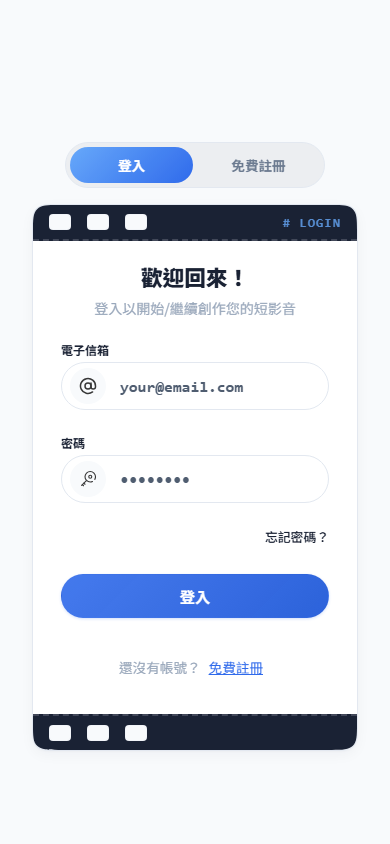 登入
免費註冊
# LOGIN
歡迎回來！
登入以開始/繼續創作您的短影音
電子信箱
your@email.com
密碼
••••••••
忘記密碼？
登入
還沒有帳號？ 免費註冊